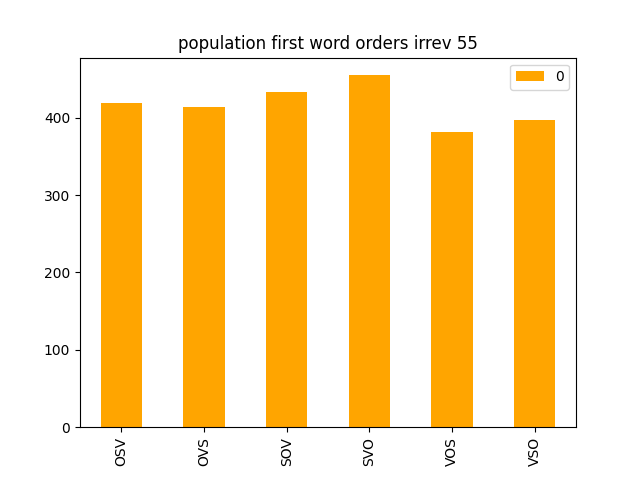 population first word orders irrev 55
0
400
300
200
100
0
OSV
OVS
SOV
SVO
VOS
VSO